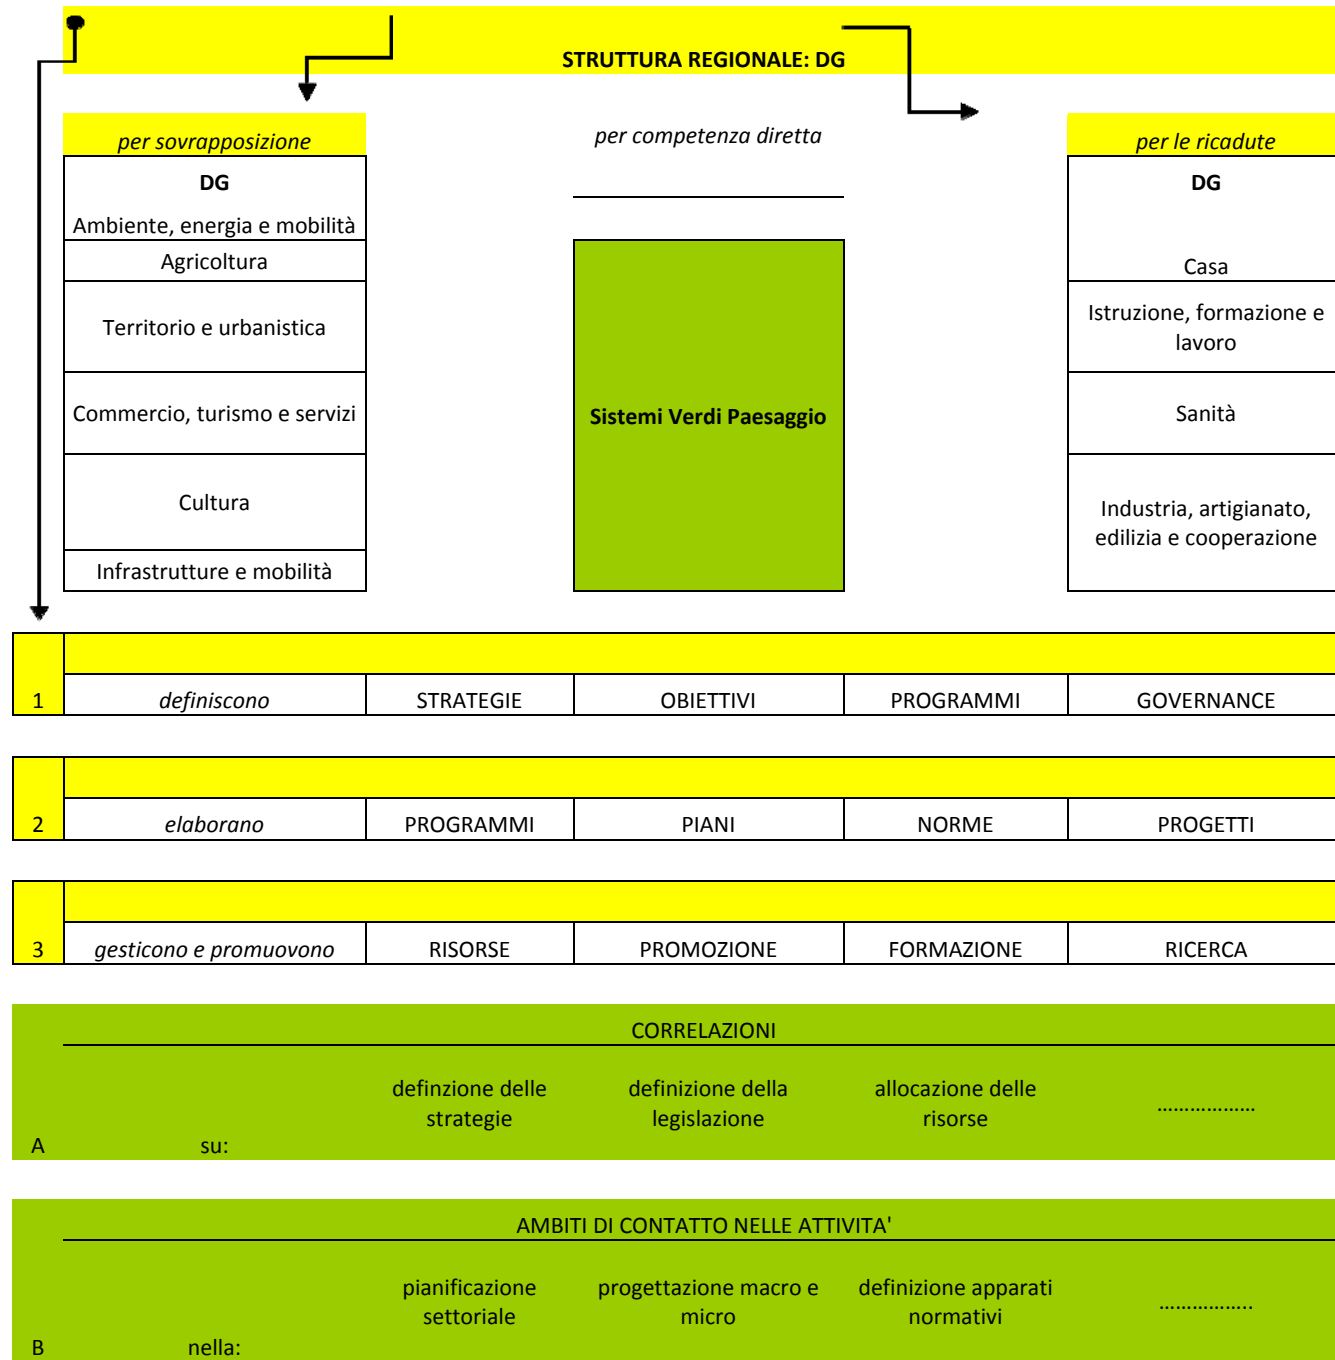 STRUTTURA REGIONALE: DG
per sovrapposizione
per competenza diretta
per le ricadute
DG
Ambiente, energia e mobilità
Agricoltura
Territorio e urbanistica
Commercio, turismo e servizi
Cultura
Infrastrutture e mobilità
Sistemi Verdi Paesaggio
DG
Casa
Istruzione, formazione e
lavoro
Sanità
Industria, artigianato,
edilizia e cooperazione
1 definiscono STRATEGIE OBIETTIVI PROGRAMMI GOVERNANCE
2 elaborano PROGRAMMI PIANI NORME PROGETTI
3 gesticono e promuovono RISORSE PROMOZIONE FORMAZIONE RICERCA
CORRELAZIONI
A su:
definzione delle
strategie
definizione della
legislazione
allocazione delle
risorse
………………
AMBITI DI CONTATTO NELLE ATTIVITA'
B nella:
pianificazione
settoriale
progettazione macro e
micro
definizione apparati
normativi
……………..